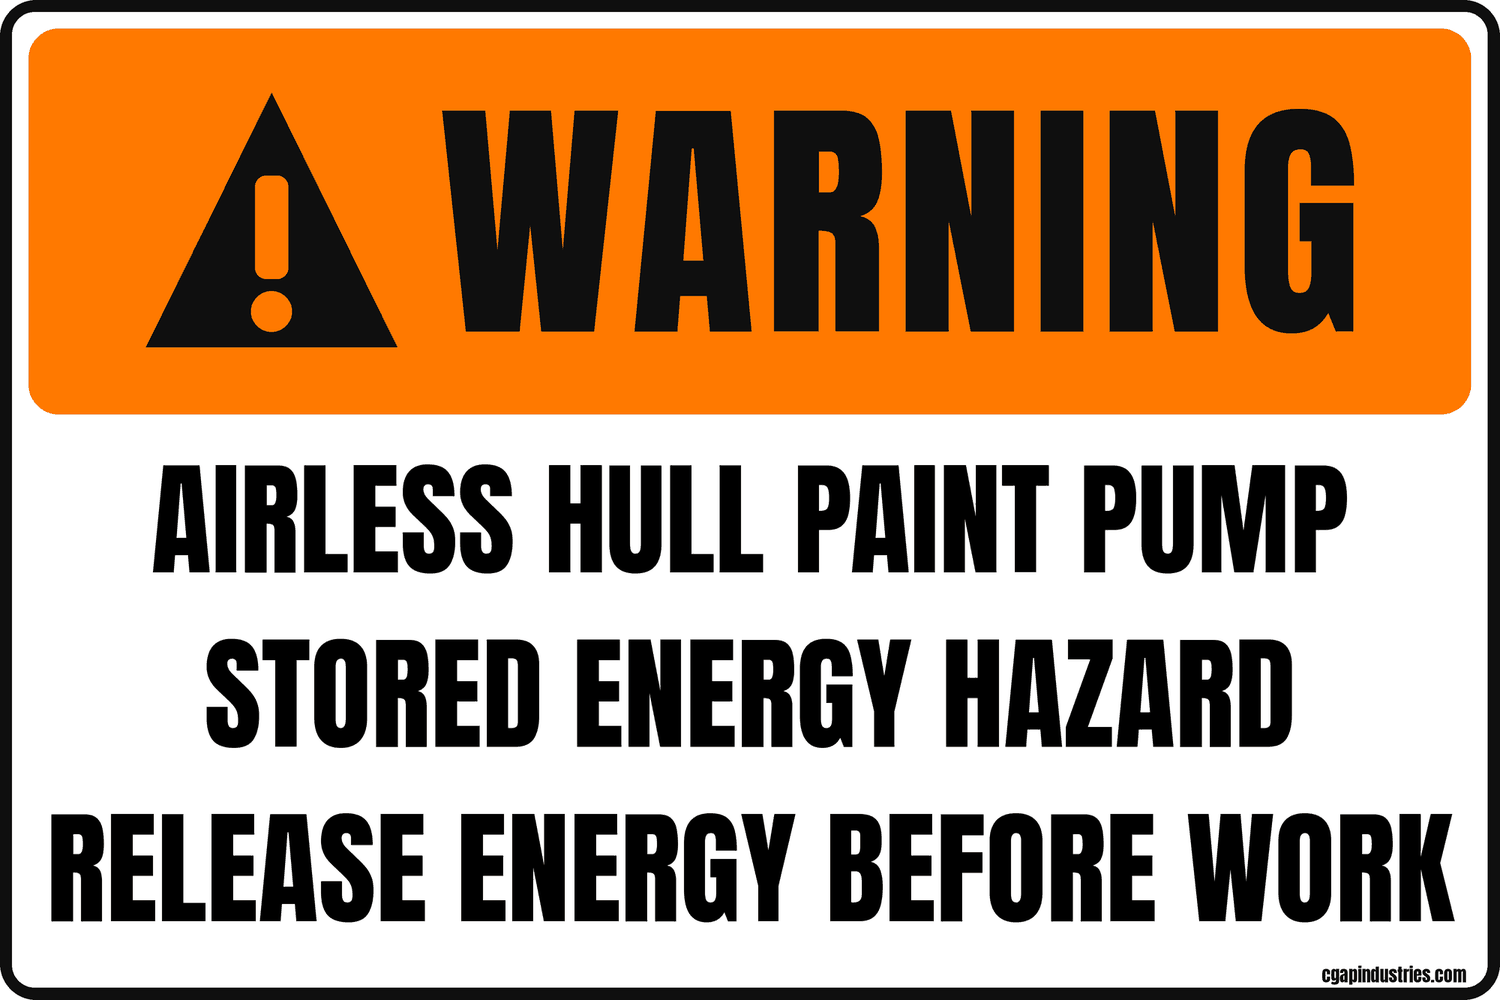 WARNING
AIRLESS HULL PAINT PUMP
STORED ENERGY HAZARD
RELEASE ENERGY BEFORE WORK
cgapindustries.com